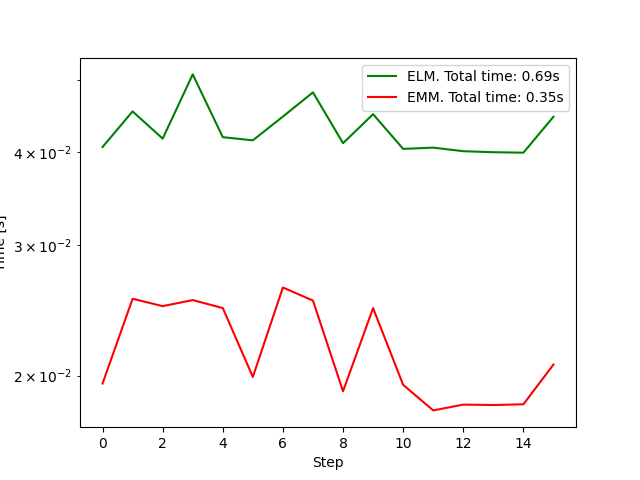 ELM. Total time: 0.69s
EMM. Total time: 0.35s
4 × 10⁻²
3 × 10⁻²
2 × 10⁻²
[s]
0 2 4 6 8 10 12 14
Step